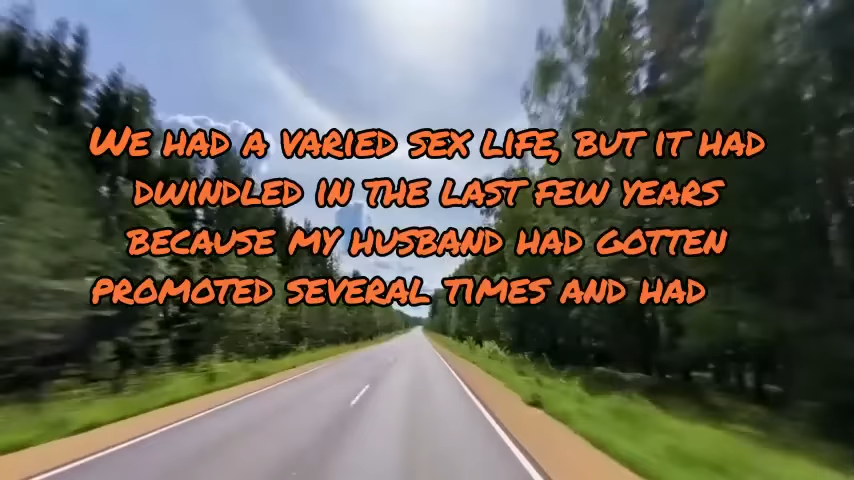 We had a varied sex life, but it had
dwindled in the last few years
because my husband had gotten
promoted several times and had